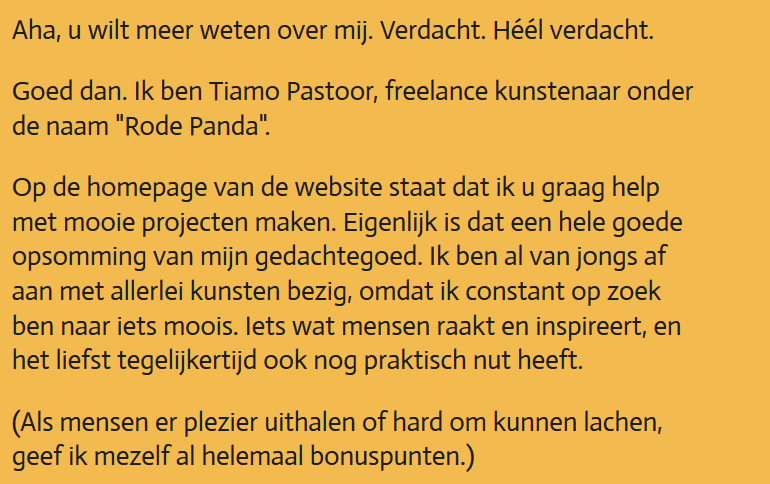 Aha, u wilt meer weten over mij. Verdacht. Héél verdacht.
Goed dan. Ik ben Tiamo Pastoor, freelance kunstenaar onder
de naam "Rode Panda".
Op de homepage van de website staat dat ik u graag help
met mooie projecten maken. Eigenlijk is dat een hele goede
opsomming van mijn gedachtegoed. Ik ben al van jongs af
aan met allerlei kunsten bezig, omdat ik constant op zoek
ben naar iets moois. Iets wat mensen raakt en inspireert, en
het liefst tegelijkertijd ook nog praktisch nut heeft.
(Als mensen er plezier uithalen of hard om kunnen lachen,
geef ik mezelf al helemaal bonuspunten.)